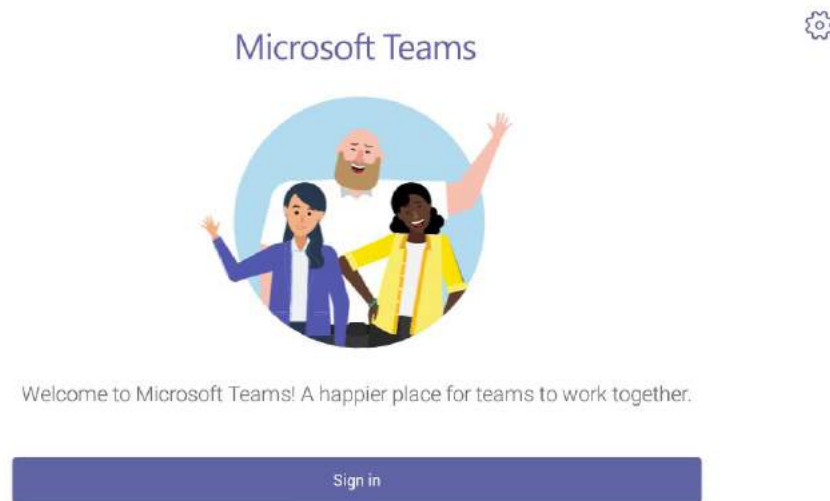 Microsoft Teams
Welcome to Microsoft Teams! A happier place for teams to work together.
Sign in